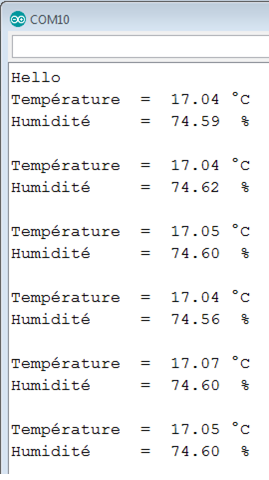 COM10
Hello
Température = 17.04 °C
Humidité = 74.59 %
Température = 17.04 °C
Humidité = 74.62 %
Température = 17.05 °C
Humidité = 74.60 %
Température = 17.04 °C
Humidité = 74.56 %
Température = 17.07 °C
Humidité = 74.60 %
Température = 17.05 °C
Humidité = 74.60 %